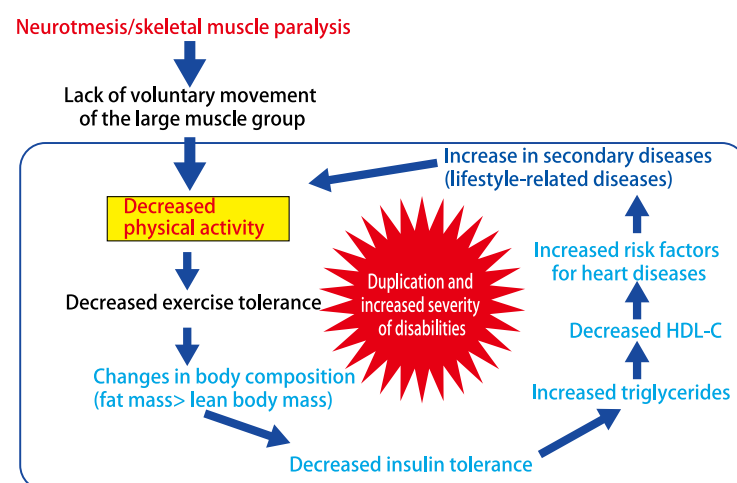 Neurotmesis/skeletal muscle paralysis
Lack of voluntary movement
of the large muscle group
Decreased
physical activity
Decreased exercise tolerance
Changes in body composition
(fat mass> lean body mass)
Decreased insulin tolerance
Increased triglycerides
Decreased HDL-C
Increased risk factors
for heart diseases
Increase in secondary diseases
(lifestyle-related diseases)
Duplication and
increased severity
of disabilities